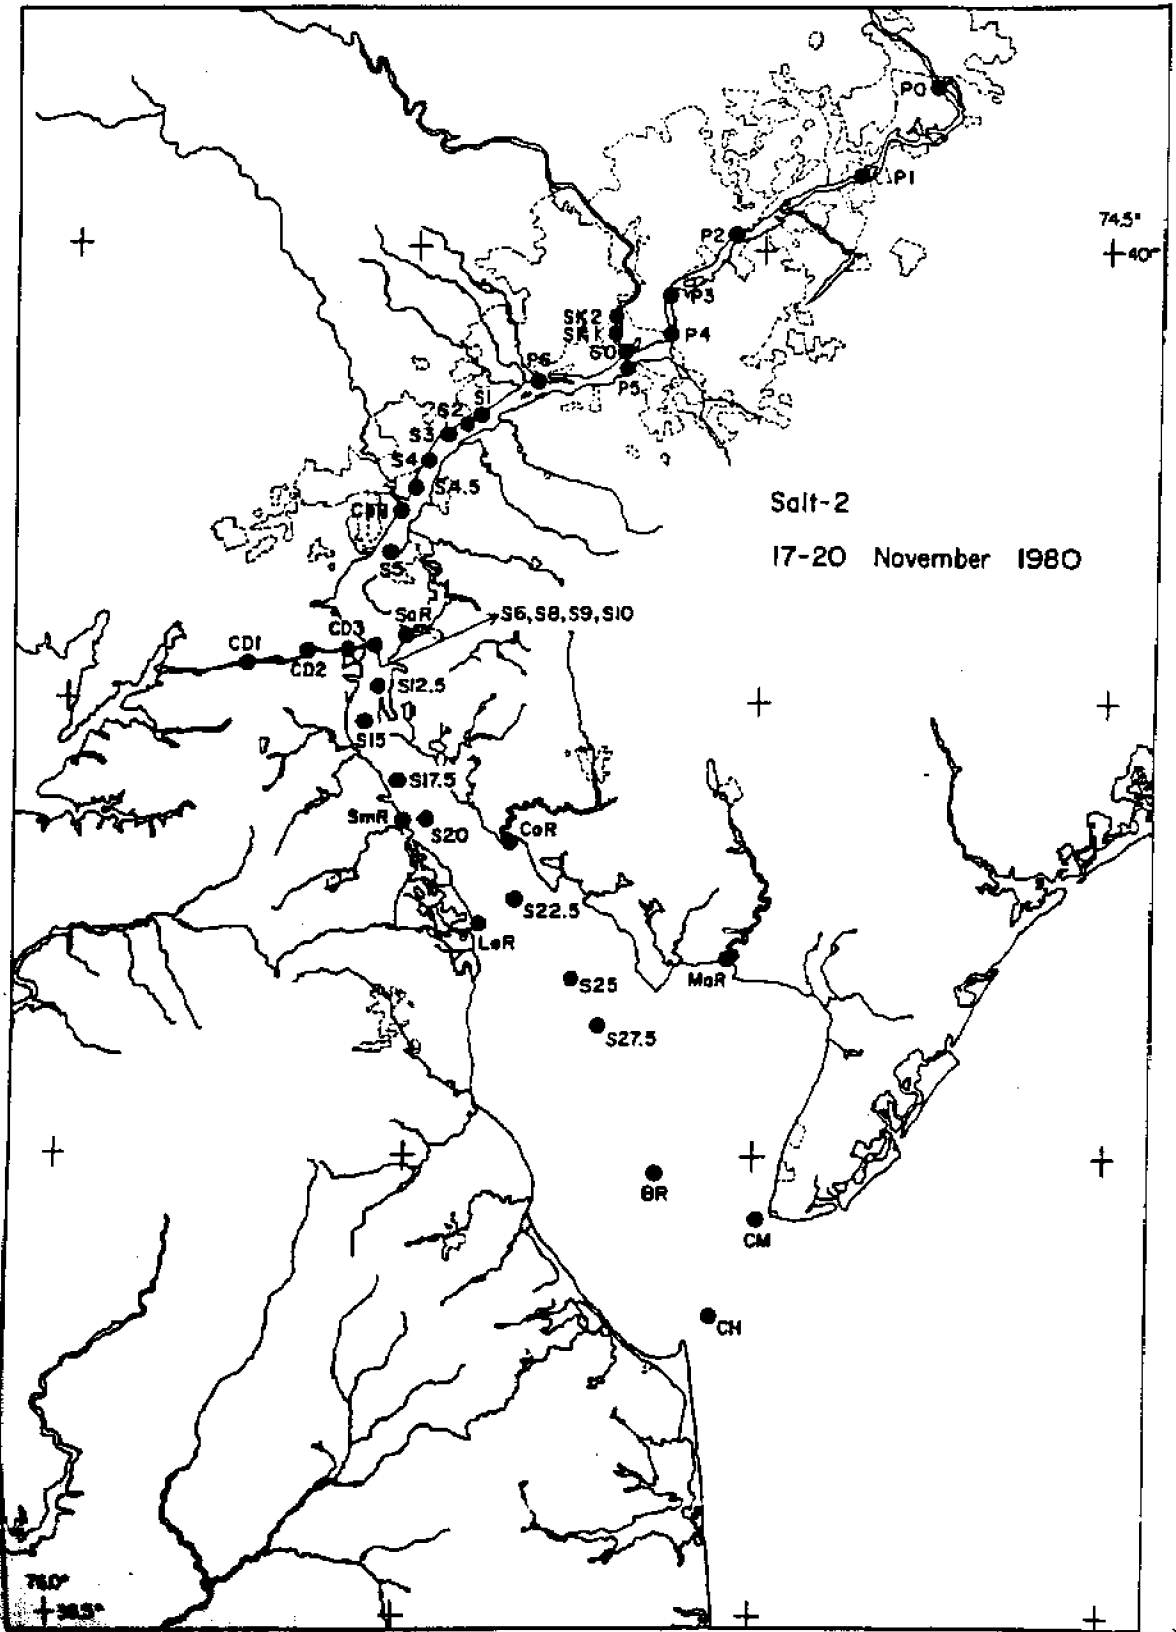 P0
P1
74.5°
P2
40°
P3
SK2
P4
S0
P6
P5
S1
S2
S3
S4
S4.5
Salt-2
17-20 November 1980
S5
S6,S8,S9,S10
SaR
CD3
CD1
CD2
S12.5
S15
S17.5
SmR
S20
CoR
S22.5
LeR
S25
MaR
S27.5
BR
CM
CH
76.0°
38.5°